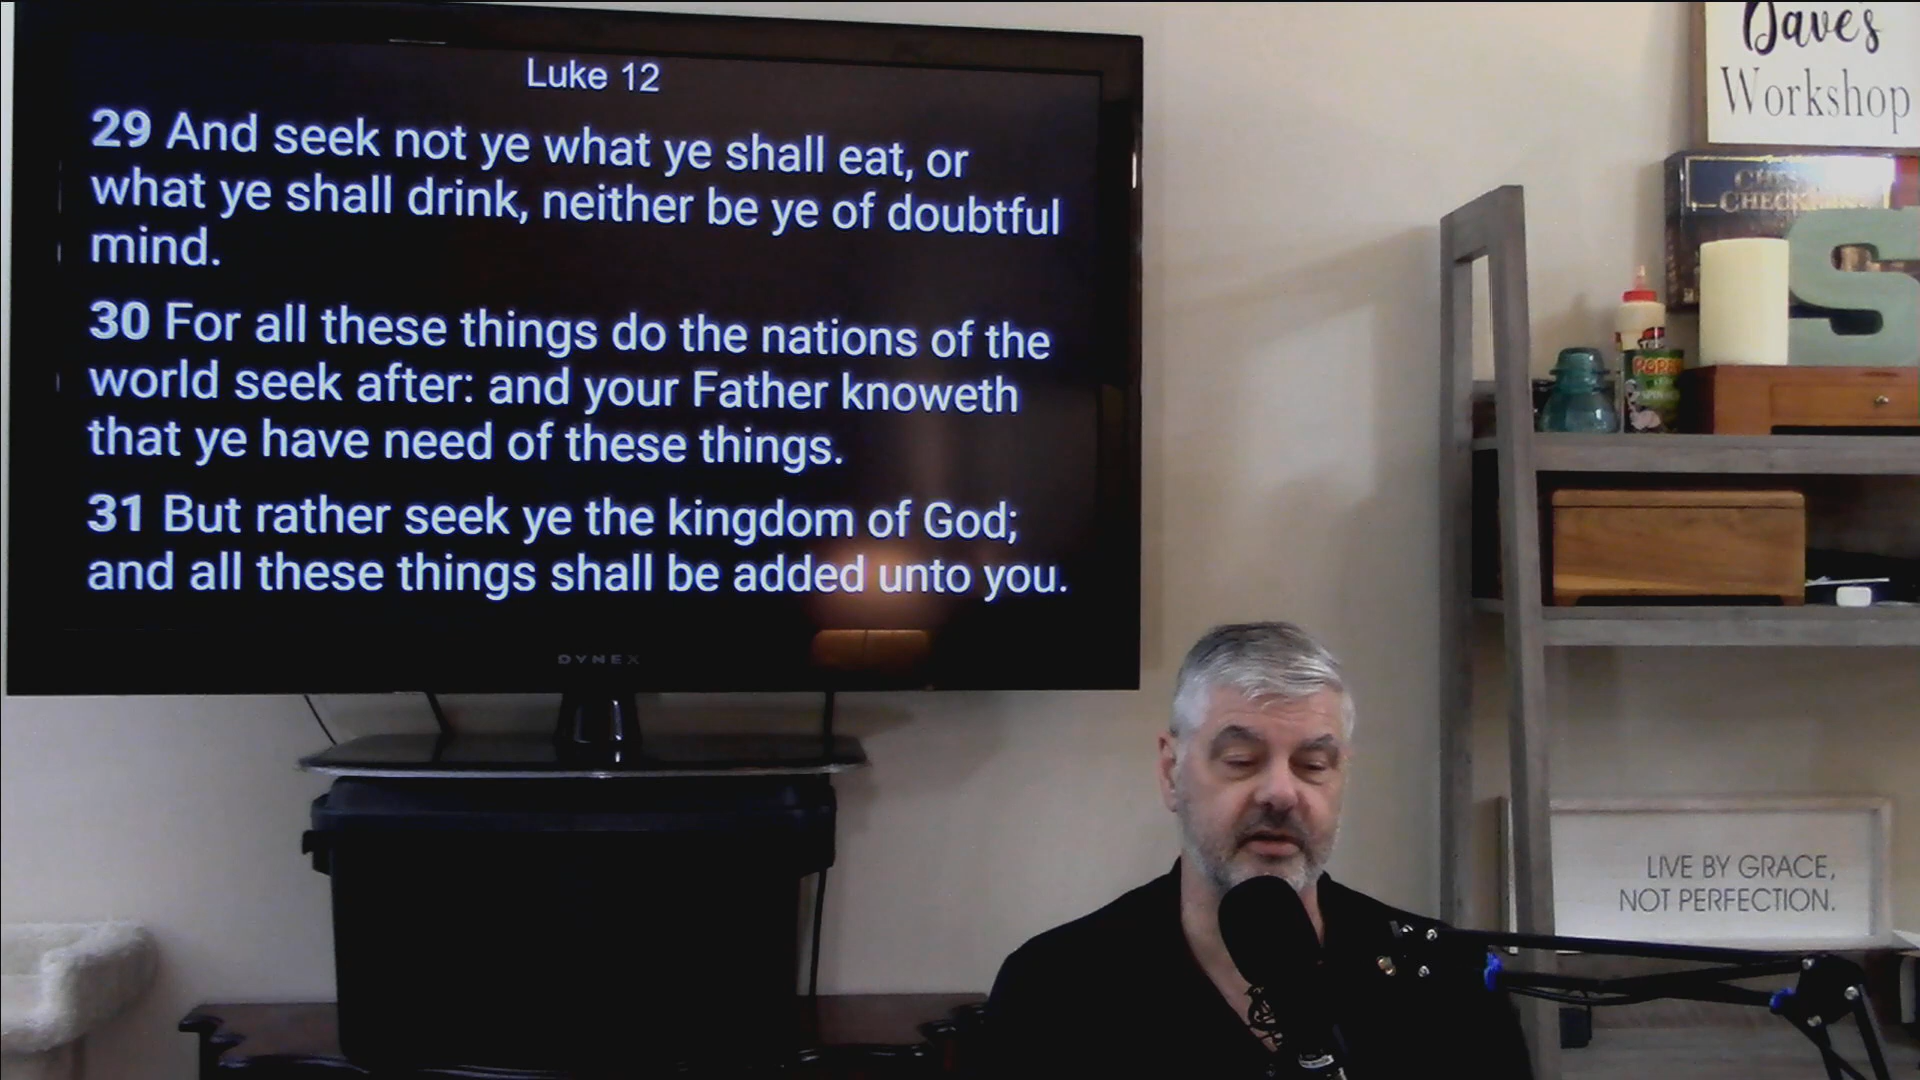 Luke 12
29 And seek not ye what ye shall eat, or
what ye shall drink, neither be ye of doubtful
mind.
30 For all these things do the nations of the
world seek after: and your Father knoweth
that ye have need of these things.
31 But rather seek ye the kingdom of God;
and all these things shall be added unto you.
DYNEX
Dave's
Workshop
S
LIVE BY GRACE,
NOT PERFECTION.